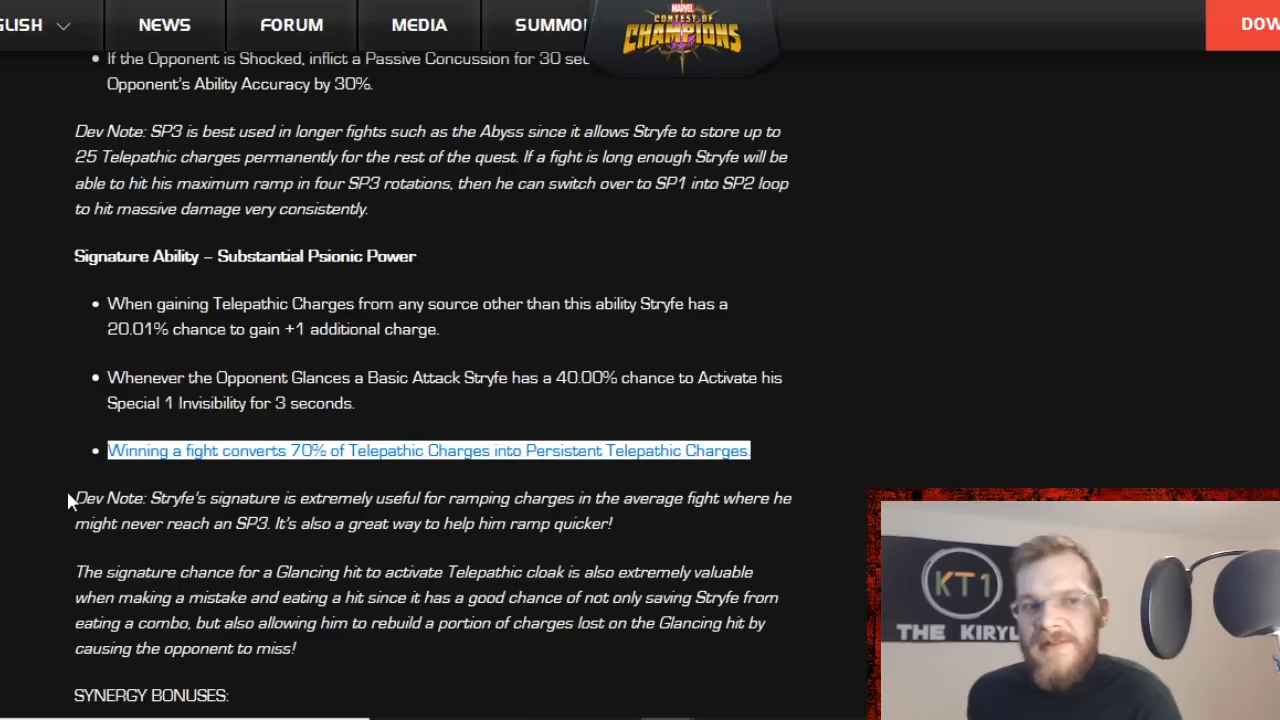 GLISH
NEWS
FORUM
MEDIA
SUMMO
MARVEL
CONTEST OF
CHAMPIONS
DOW
• If the Opponent is Shocked, inflict a Passive Concussion for 30 sec
Opponent's Ability Accuracy by 30%.
Dev Note: SP3 is best used in longer fights such as the Abyss since it allows Stryfe to store up to
25 Telepathic charges permanently for the rest of the quest. If a fight is long enough Stryfe will be
able to hit his maximum ramp in four SP3 rotations, then he can switch over to SP1 into SP2 loop
to hit massive damage very consistently.
Signature Ability – Substantial Psionic Power
• When gaining Telepathic Charges from any source other than this ability Stryfe has a
20.01% chance to gain +1 additional charge.
• Whenever the Opponent Glances a Basic Attack Stryfe has a 40.00% chance to Activate his
Special 1 Invisibility for 3 seconds.
• Winning a fight converts 70% of Telepathic Charges into Persistent Telepathic Charges.
Dev Note: Stryfe's signature is extremely useful for ramping charges in the average fight where he
might never reach an SP3. It's also a great way to help him ramp quicker!
The signature chance for a Glancing hit to activate Telepathic cloak is also extremely valuable
when making a mistake and eating a hit since it has a good chance of not only saving Stryfe from
eating a combo, but also allowing him to rebuild a portion of charges lost on the Glancing hit by
causing the opponent to miss!
SYNERGY BONUSES:
KT1
THE KIRYL